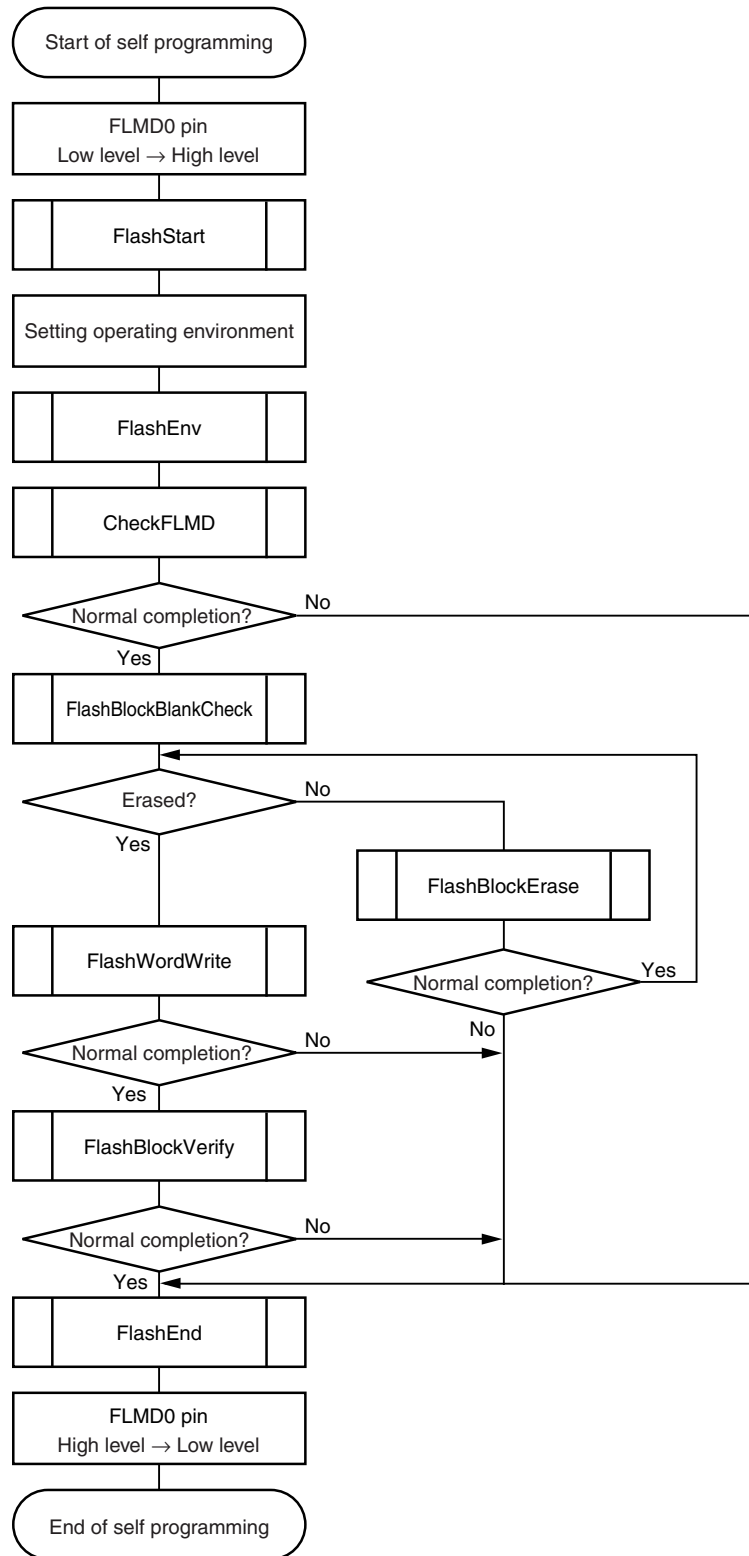 Start of self programming
FLMD0 pin
Low level → High level
FlashStart
Setting operating environment
FlashEnv
CheckFLMD
Normal completion?
No
Yes
FlashBlockBlankCheck
Erased?
No
Yes
FlashBlockErase
Normal completion?
Yes
No
FlashWordWrite
Normal completion?
No
Yes
FlashBlockVerify
Normal completion?
No
Yes
FlashEnd
FLMD0 pin
High level → Low level
End of self programming